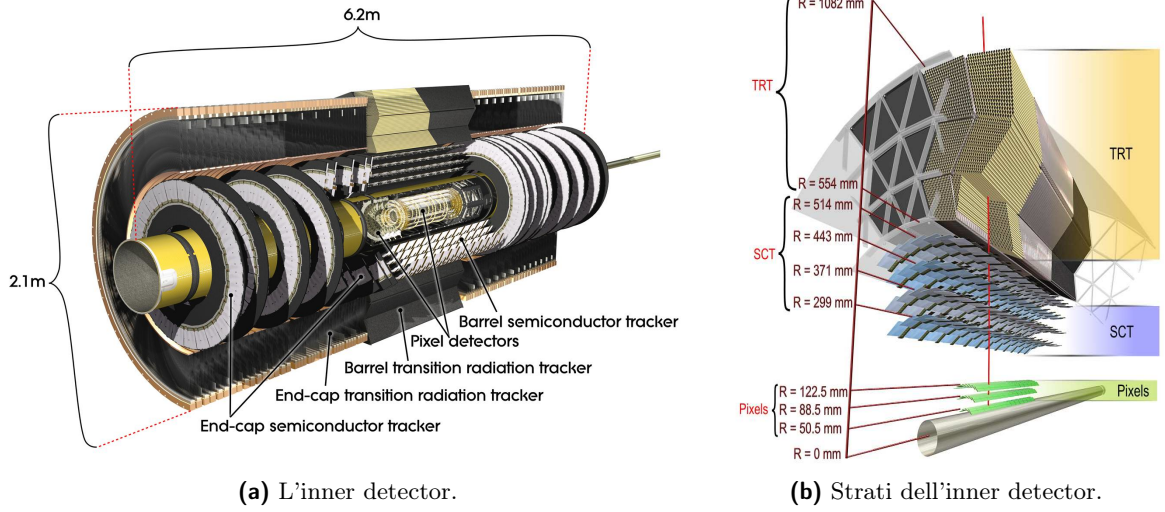 6.2m
2.1m
Barrel semiconductor tracker
Pixel detectors
Barrel transition radiation tracker
End-cap transition radiation tracker
End-cap semiconductor tracker
(a) L'inner detector.
R = 1082 mm
TRT
TRT
R = 554 mm
R = 514 mm
R = 443 mm
SCT
R = 371 mm
R = 299 mm
SCT
R = 122.5 mm
Pixels
Pixels
R = 88.5 mm
R = 50.5 mm
R = 0 mm
(b) Strati dell'inner detector.